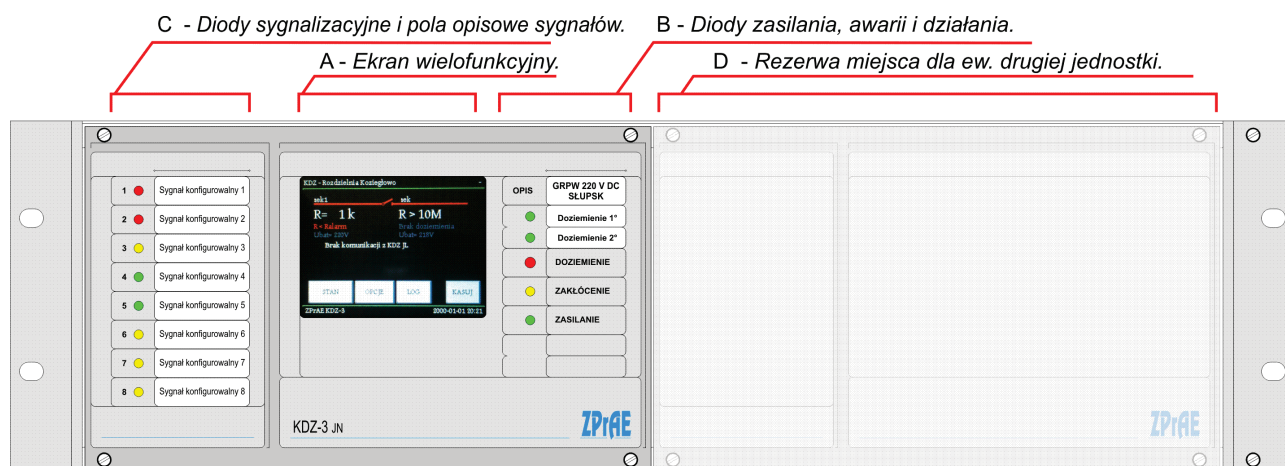 C - Diody sygnalizacyjne i pola opisowe sygnałów.
B - Diody zasilania, awarii i działania.
A - Ekran wielofunkcyjny.
D - Rezerwa miejsca dla ew. drugiej jednostki.
1 Sygnał konfigurowalny 1
2 Sygnał konfigurowalny 2
3 Sygnał konfigurowalny 3
4 Sygnał konfigurowalny 4
5 Sygnał konfigurowalny 5
6 Sygnał konfigurowalny 6
7 Sygnał konfigurowalny 7
8 Sygnał konfigurowalny 8
KDZ - Rozdzielnia Koziegłowo -
sek1 sek
R= 1 k R > 10M
R < Ralarm Brak doziemienia
Ubat= 220V Ubat= 219V
Brak komunikacji z KDZ JL
STAN OPCJE LOG KASUJ
ZPrAE KDZ-3 2000-01-01 20:21
OPIS GRPW 220 V DC
SŁUPSK
Doziemienie 1°
Doziemienie 2°
DOZIEMIENIE
ZAKŁÓCENIE
ZASILANIE
KDZ-3 JN
ZPrAE
ZPrAE